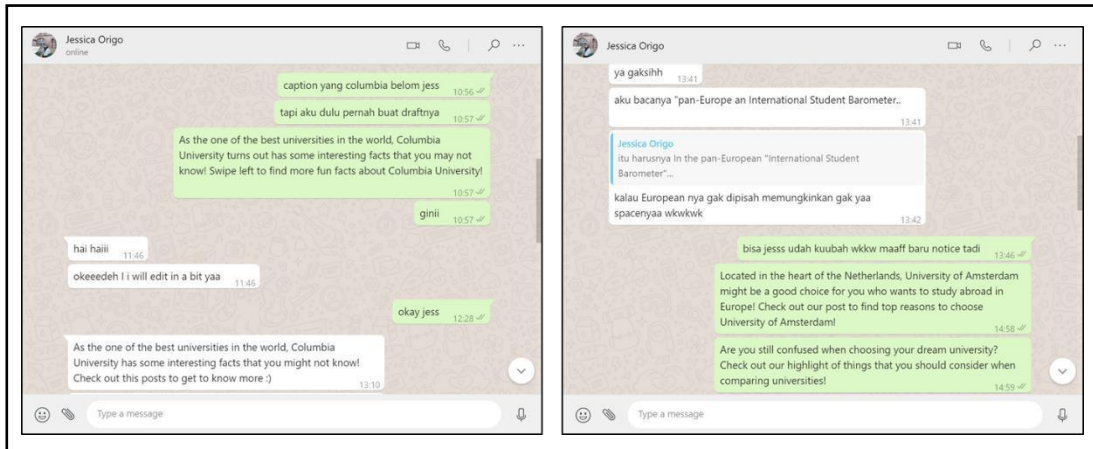 Jessica Origo
online
caption yang columbia belom jess
10:56
tapi aku dulu pernah buat draftnya
10:57
As the one of the best universities in the world, Columbia
University turns out has some interesting facts that you may not
know! Swipe left to find more fun facts about Columbia University!
10:57
ginii
10:57
hai haiii
11:46
okeeedeh I i will edit in a bit yaa
11:46
okay jess
12:28
As the one of the best universities in the world, Columbia
University has some interesting facts that you might not know!
Check out this posts to get to know more :)
13:10
Type a message
Jessica Origo
ya gaksihh
13:41
aku bacanya "pan-Europe an International Student Barometer..
13:41
Jessica Origo
itu harusnya In the pan-European "International Student
Barometer"...
kalau European nya gak dipisah memungkinkan gak yaa
spacenyaa wkwkwk
13:42
bisa jesss udah kuubah wkkw maaff baru notice tadi
13:46
Located in the heart of the Netherlands, University of Amsterdam
might be a good choice for you who wants to study abroad in
Europe! Check out our post to find top reasons to choose
University of Amsterdam!
14:58
Are you still confused when choosing your dream university?
Check out our highlight of things that you should consider when
comparing universities!
14:59
Type a message